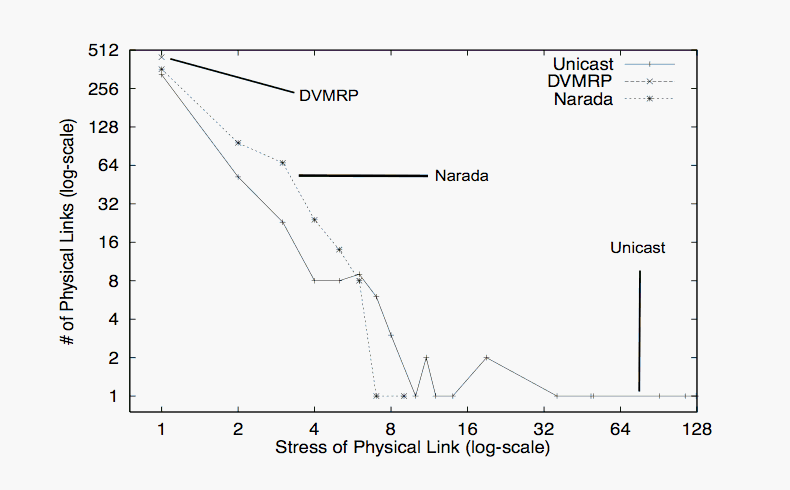 512
256
128
64
32
16
8
4
2
1
# of Physical Links (log-scale)
Unicast
DVMRP
Narada
DVMRP
Narada
Unicast
1 2 4 8 16 32 64 128
Stress of Physical Link (log-scale)